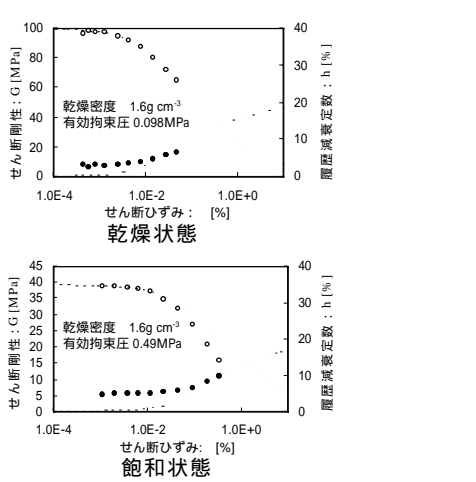 100
80
60
40
20
0
40
30
20
10
0
せん断剛性：G [MPa]
履歴減衰定数：h [%]
乾燥密度 1.6g cm-3
有効拘束圧 0.098MPa
1.0E-4 1.0E-2 1.0E+0
せん断ひずみ： [%]
乾燥状態
45
40
35
30
25
20
15
10
5
0
40
30
20
10
0
せん断剛性：G [MPa]
履歴減衰定数：h [%]
乾燥密度 1.6g cm-3
有効拘束圧 0.49MPa
1.0E-4 1.0E-2 1.0E+0
せん断ひずみ: [%]
飽和状態